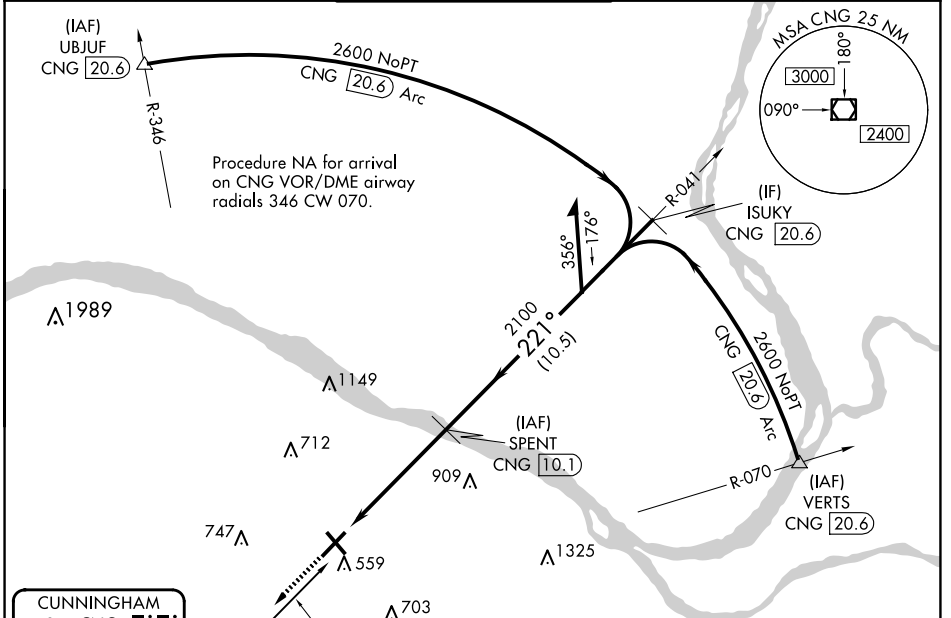 (IAF)
UBJUF
CNG 20.6
2600 NoPT
CNG 20.6 Arc
R-346
Procedure NA for arrival
on CNG VOR/DME airway
radials 346 CW 070.
MSA CNG 25 NM
180°
3000
090°
2400
R-041
(IF)
ISUKY
CNG 20.6
356°
176°
1989
2100
221°
(10.5)
2600 NoPT
CNG 20.6 Arc
1149
(IAF)
SPENT
CNG 10.1
712
909
R-070
(IAF)
VERTS
CNG 20.6
747
559
1325
703
CUNNINGHAM